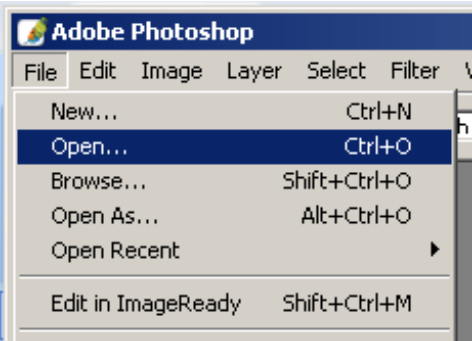 Adobe Photoshop
File Edit Image Layer Select Filter
New... Ctrl+N
h
Open... Ctrl+O
Browse... Shift+Ctrl+O
Open As... Alt+Ctrl+O
Open Recent
Edit in ImageReady Shift+Ctrl+M